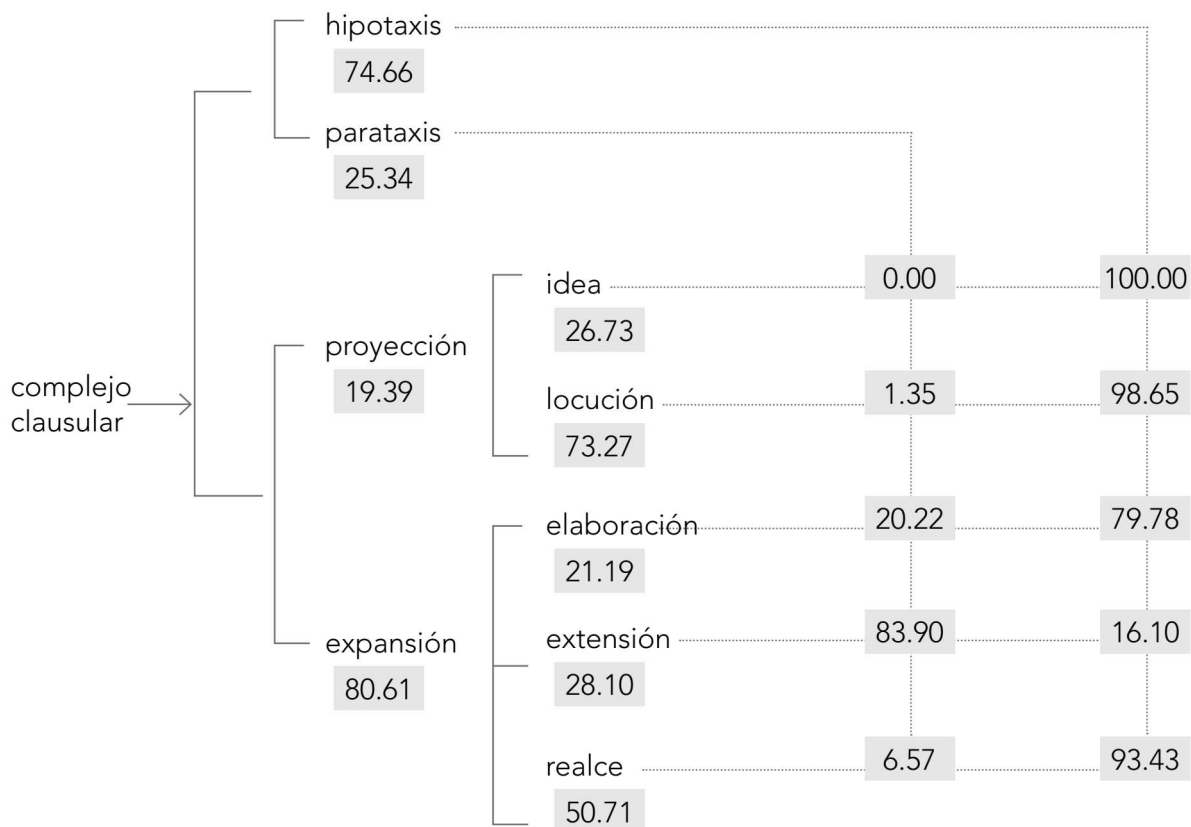 hipotaxis
74.66
parataxis
25.34
idea 0.00 100.00
26.73
proyección
19.39
complejo
clausular
locución 1.35 98.65
73.27
elaboración 20.22 79.78
21.19
expansión
80.61
extensión 83.90 16.10
28.10
realce 6.57 93.43
50.71